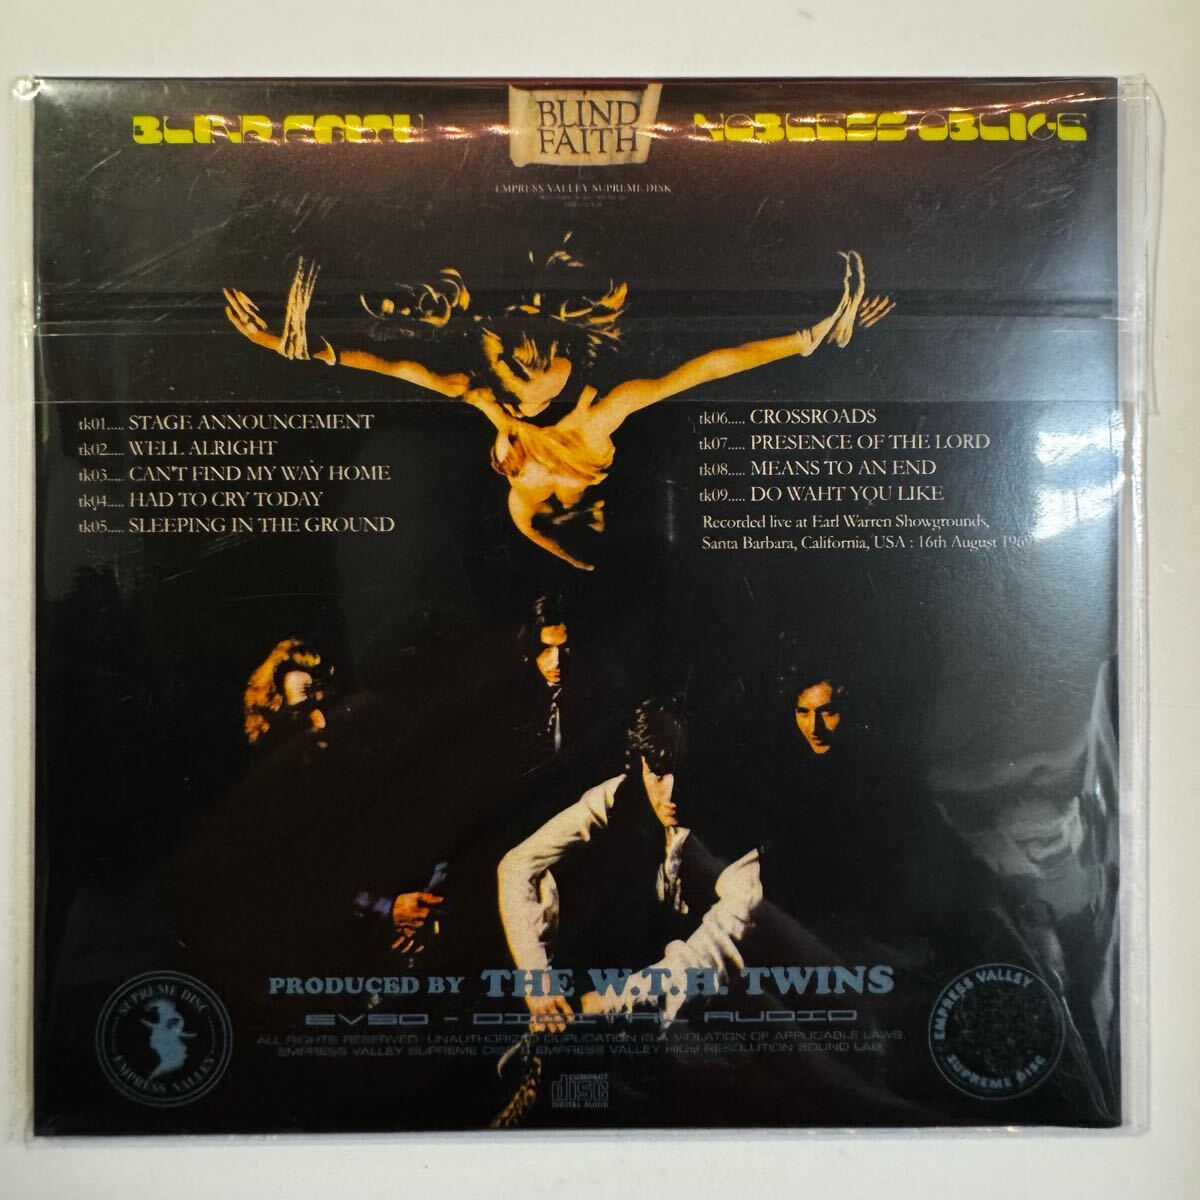 BLIND FAITH
BLIND
FAITH
NOBLESS OBLIGE
EMPRESS VALLEY SUPREME DISK
tk01..... STAGE ANNOUNCEMENT
tk02..... WELL ALRIGHT
tk03..... CAN'T FIND MY WAY HOME
tk04..... HAD TO CRY TODAY
tk05..... SLEEPING IN THE GROUND
tk06..... CROSSROADS
tk07..... PRESENCE OF THE LORD
tk08..... MEANS TO AN END
tk09..... DO WAHT YOU LIKE
Recorded live at Earl Warren Showgrounds,
Santa Barbara, California, USA : 16th August 1969
PRODUCED BY THE W.T.H. TWINS
EVSD - DIGITAL AUDIO
ALL RIGHTS RESERVED. UNAUTHORIZED DUPLICATION IS A VIOLATION OF APPLICABLE LAWS.
EMPRESS VALLEY SUPREME DISC & EMPRESS VALLEY HIGH RESOLUTION SOUND LAB.
SUPREME DISC
EMPRESS VALLEY
EMPRESS VALLEY
SUPREME DISC
COMPACT
disc
DIGITAL AUDIO